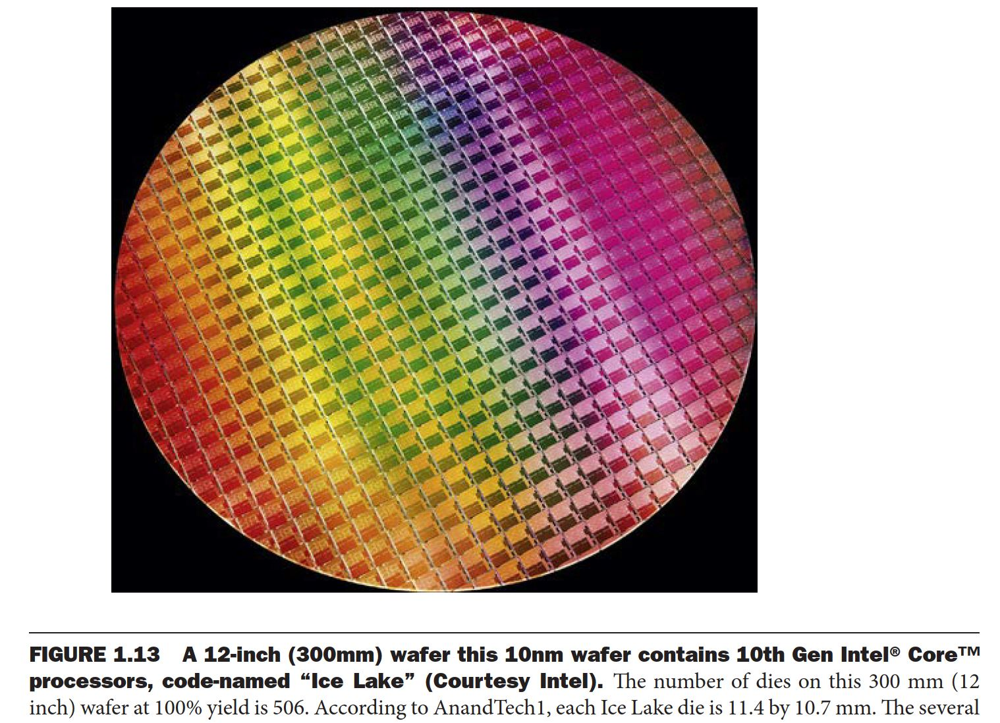 FIGURE 1.13 A 12-inch (300mm) wafer this 10nm wafer contains 10th Gen Intel® Core™
processors, code-named “Ice Lake” (Courtesy Intel). The number of dies on this 300 mm (12
inch) wafer at 100% yield is 506. According to AnandTech1, each Ice Lake die is 11.4 by 10.7 mm. The several